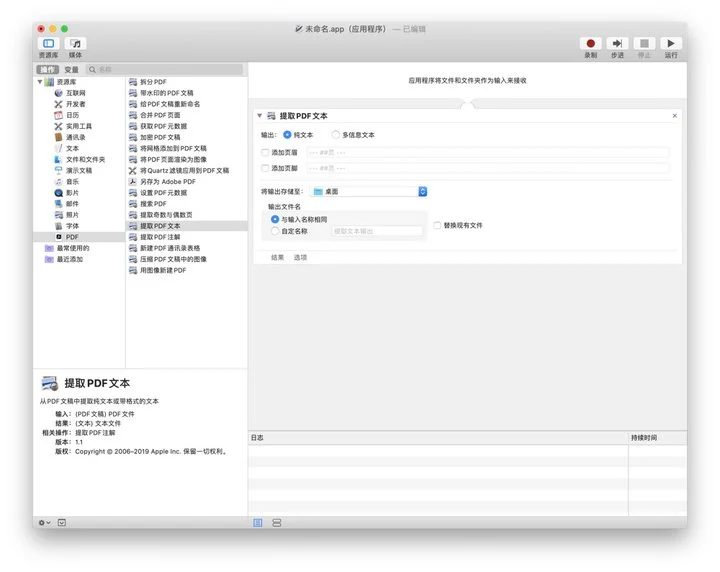 未命名.app（应用程序） — 已编辑
资源库
媒体
录制
步进
停止
运行
操作
变量
名称
资源库
互联网
开发者
日历
实用工具
通讯录
文本
文件和文件夹
演示文稿
音乐
影片
邮件
照片
字体
PDF
最常使用的
最近添加
拆分 PDF
带水印的 PDF 文稿
给 PDF 文稿重新命名
合并 PDF 页面
获取 PDF 元数据
加密 PDF 文稿
将网格添加到 PDF 文稿
将 PDF 页面渲染为图像
将 Quartz 滤镜应用到 PDF 文稿
另存为 Adobe PDF
设置 PDF 元数据
搜索 PDF
提取奇数与偶数页
提取 PDF 文本
提取 PDF 注解
新建 PDF 通讯录表格
压缩 PDF 文稿中的图像
用图像新建 PDF
应用程序将文件和文件夹作为输入来接收
提取 PDF 文本
输出： 纯文本 多信息文本
添加页眉 --- ##页 ---
添加页脚 --- ##页 ---
将输出存储至： 桌面
输出文件名
与输入名称相同
自定名称 提取文本输出
替换现有文件
结果 选项
提取 PDF 文本
从 PDF 文稿中提取纯文本或带格式的文本
输入： (PDF 文稿) PDF 文件
结果： (文本) 文本文件
相关操作： 提取 PDF 注解
版本： 1.1
版权： Copyright © 2006–2019 Apple Inc. 保留一切权利。
日志 持续时间